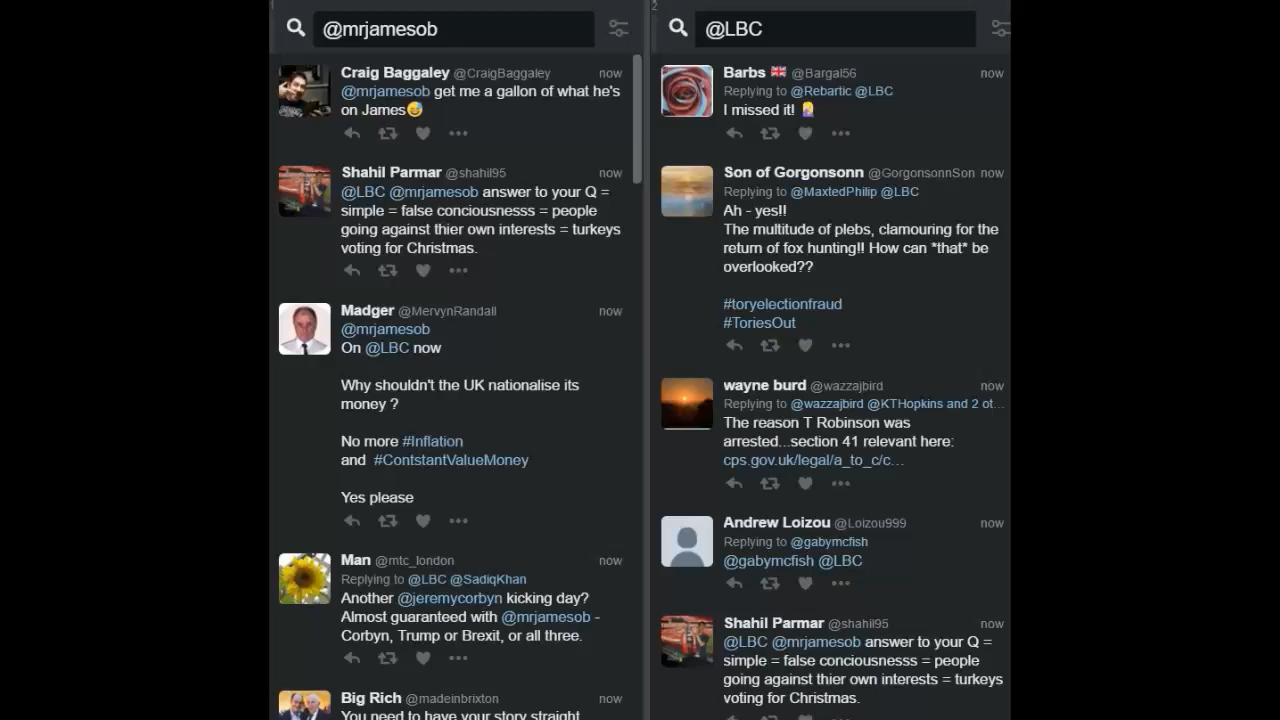 1
@mrjamesob
Craig Baggaley @CraigBaggaley now
@mrjamesob get me a gallon of what he's
on James😅
Shahil Parmar @shahil95 now
@LBC @mrjamesob answer to your Q =
simple = false conciousnesss = people
going against thier own interests = turkeys
voting for Christmas.
Madger @MervynRandall now
@mrjamesob
On @LBC now
Why shouldn't the UK nationalise its
money ?
No more #Inflation
and #ContstantValueMoney
Yes please
Man @mtc_london now
Replying to @LBC @SadiqKhan
Another @jeremycorbyn kicking day?
Almost guaranteed with @mrjamesob -
Corbyn, Trump or Brexit, or all three.
Big Rich @madeinbrixton now
You need to have your story straight
2
@LBC
Barbs 🇬🇧 @Bargal56 now
Replying to @Rebartic @LBC
I missed it! 🤦🏼‍♀️
Son of Gorgonsonn @GorgonsonnSon now
Replying to @MaxtedPhilip @LBC
Ah - yes!!
The multitude of plebs, clamouring for the
return of fox hunting!! How can *that* be
overlooked??
#toryelectionfraud
#ToriesOut
wayne burd @wazzajbird now
Replying to @wazzajbird @KTHopkins and 2 ot...
The reason T Robinson was
arrested...section 41 relevant here:
cps.gov.uk/legal/a_to_c/c...
Andrew Loizou @Loizou999 now
Replying to @gabymcfish
@gabymcfish @LBC
Shahil Parmar @shahil95 now
@LBC @mrjamesob answer to your Q =
simple = false conciousnesss = people
going against thier own interests = turkeys
voting for Christmas.